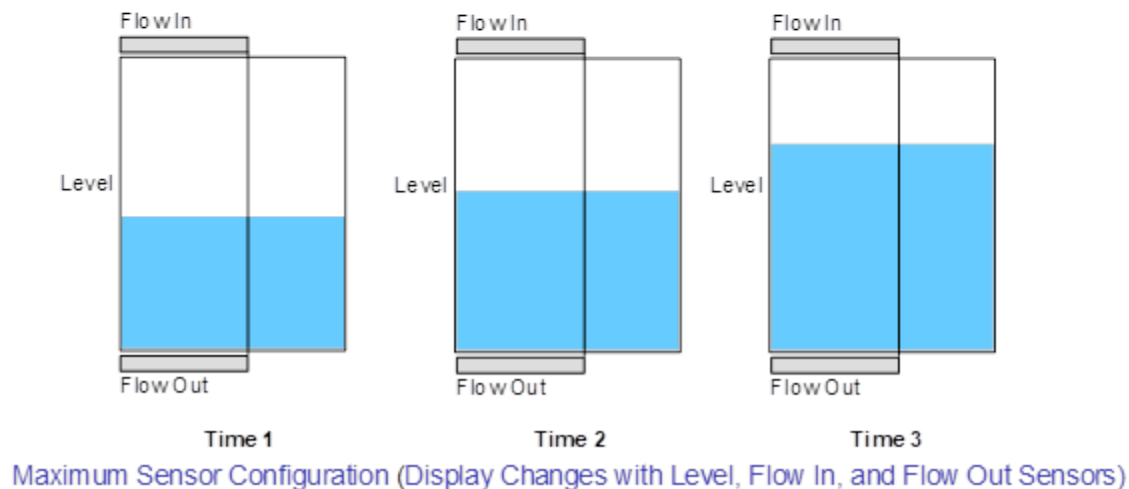 Flow In
Flow In
Flow In
Level
Level
Level
Flow Out
Flow Out
Flow Out
Time 1
Time 2
Time 3
Maximum Sensor Configuration (Display Changes with Level, Flow In, and Flow Out Sensors)